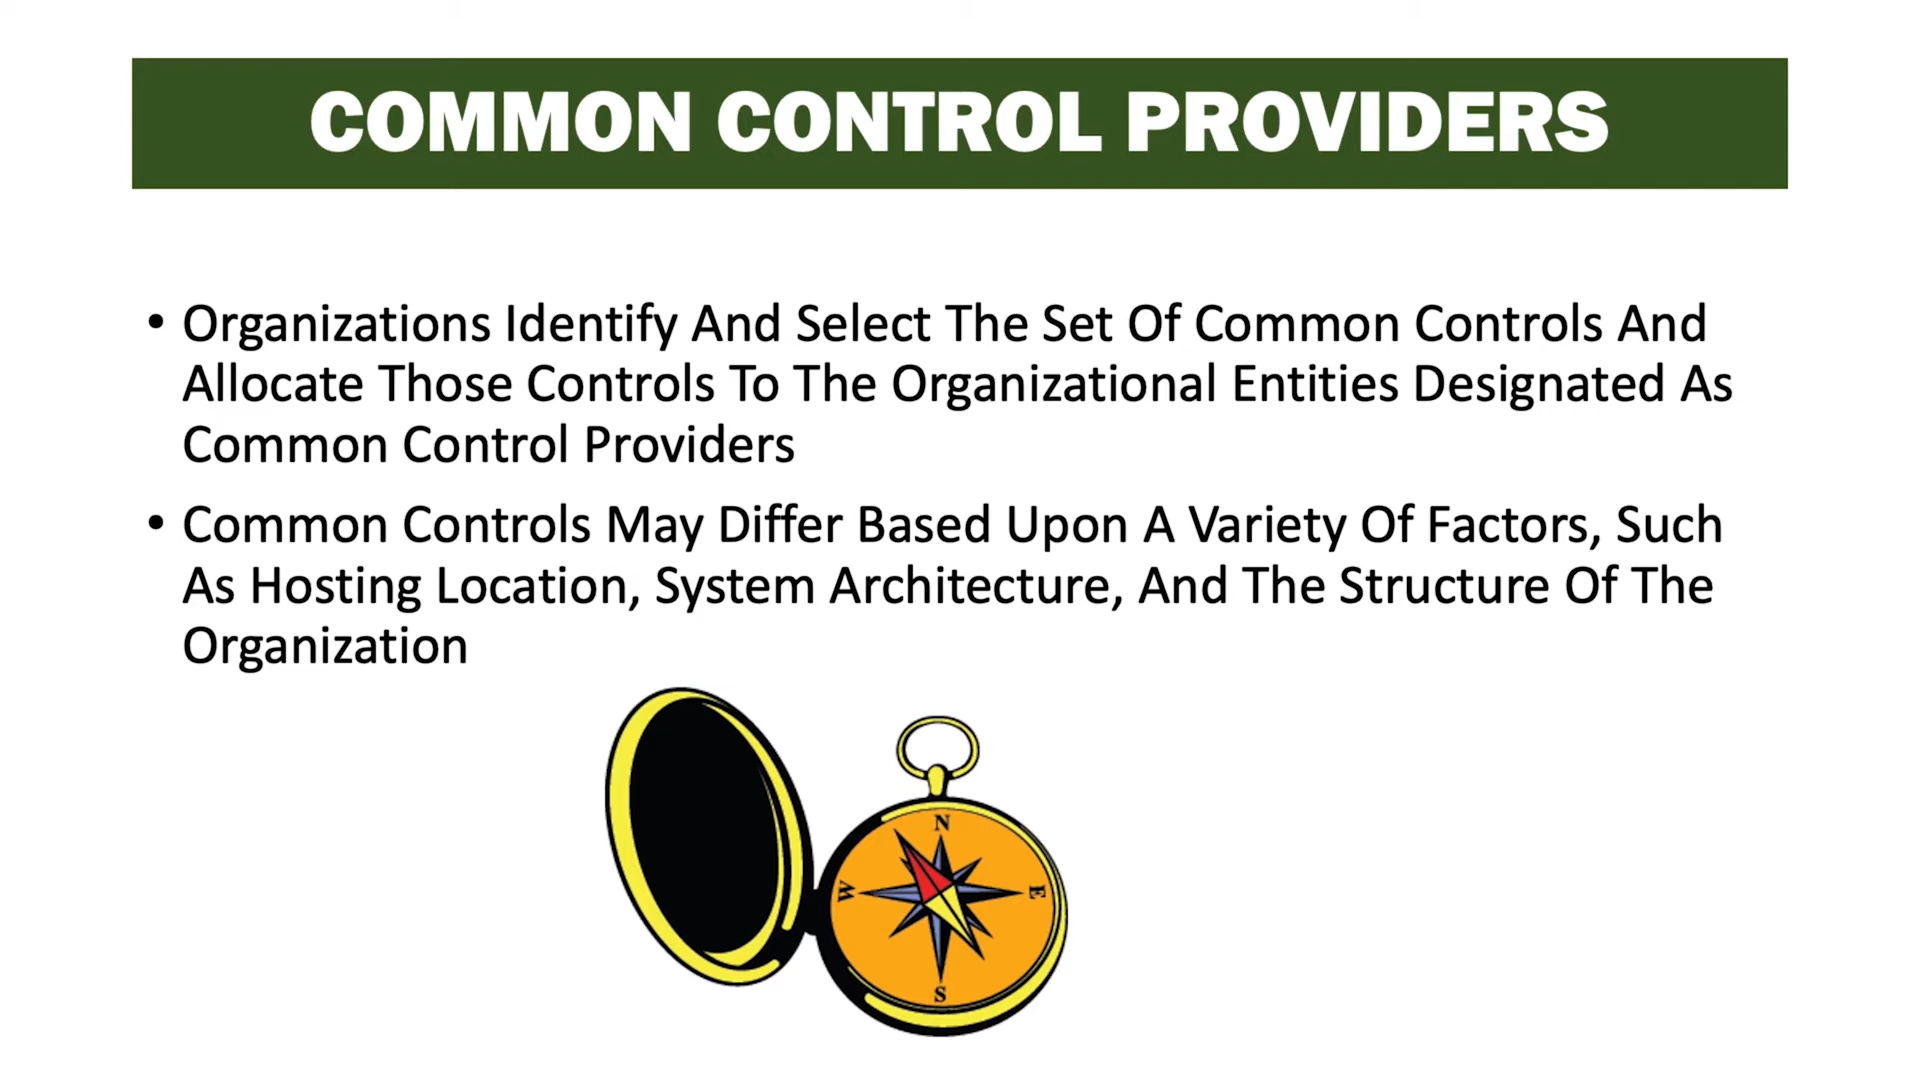 COMMON CONTROL PROVIDERS
• Organizations Identify And Select The Set Of Common Controls And
Allocate Those Controls To The Organizational Entities Designated As
Common Control Providers
• Common Controls May Differ Based Upon A Variety Of Factors, Such
As Hosting Location, System Architecture, And The Structure Of The
Organization
N
W
E
S